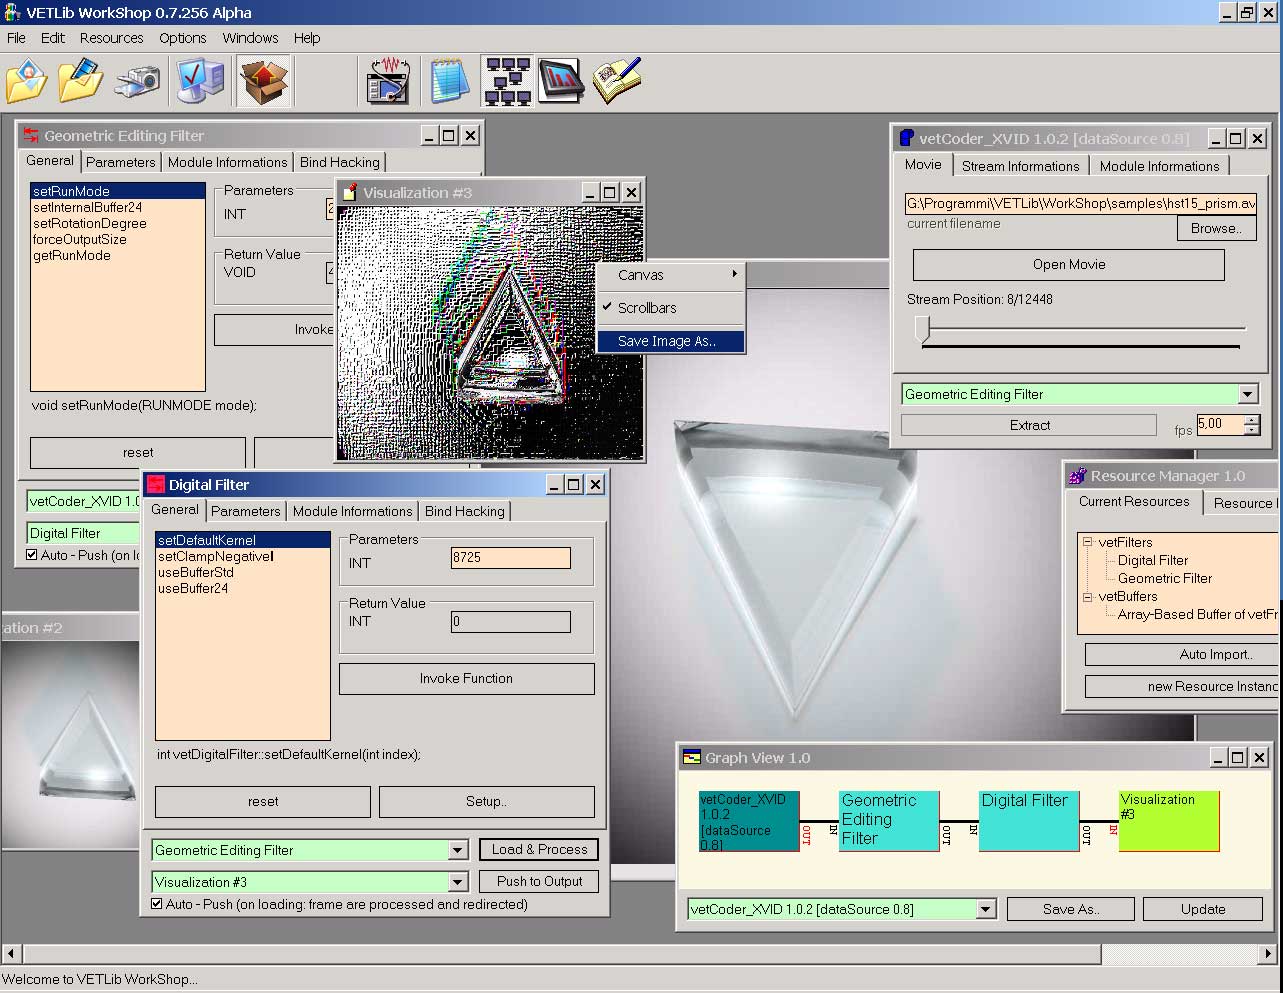 VETLib WorkShop 0.7.256 Alpha
File Edit Resources Options Windows Help
Geometric Editing Filter
General Parameters Module Informations Bind Hacking
setRunMode
setInternalBuffer24
setRotationDegree
forceOutputSize
getRunMode
Parameters
INT
Return Value
VOID
Invoke
void setRunMode(RUNMODE mode);
reset
vetCoder_XVID 1.0
Digital Filter
Auto - Push (on
Visualization #3
Canvas
Scrollbars
Save Image As..
vetCoder_XVID 1.0.2 [dataSource 0.8]
Movie Stream Informations Module Informations
G:\Programmi\VETLib\WorkShop\samples\hst15_prism.av
current filename
Browse..
Open Movie
Stream Position: 8/12448
Geometric Editing Filter
Extract
fps 5,00
Resource Manager 1.0
Current Resources Resource
vetFilters
Digital Filter
Geometric Filter
vetBuffers
Array-Based Buffer of vetFr
Auto Import..
new Resource Instanc
Digital Filter
General Parameters Module Informations Bind Hacking
setDefaultKernel
setClampNegativeI
useBufferStd
useBuffer24
Parameters
INT 8725
Return Value
INT 0
Invoke Function
int vetDigitalFilter::setDefaultKernel(int index);
reset Setup..
Geometric Editing Filter Load & Process
Visualization #3 Push to Output
Auto - Push (on loading: frame are processed and redirected)
zation #2
Graph View 1.0
vetCoder_XVID
1.0.2
[dataSource
0.8]
OUT
IN
Geometric
Editing
Filter
OUT
IN
Digital Filter
OUT
IN
Visualization
#3
vetCoder_XVID 1.0.2 [dataSource 0.8] Save As.. Update
Welcome to VETLib WorkShop...